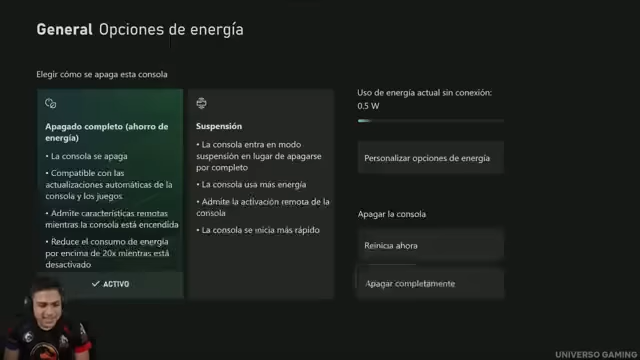 General Opciones de energía
Elegir cómo se apaga esta consola
Apagado completo (ahorro de
energía)
• La consola se apaga
• Compatible con las
actualizaciones automáticas de la
consola y los juegos
• Admite características remotas
mientras la consola está encendida
• Reduce el consumo de energía
por encima de 20x mientras está
desactivado
ACTIVO
Suspensión
• La consola entra en modo
suspensión en lugar de apagarse
por completo
• La consola usa más energía
• Admite la activación remota de la
consola
• La consola se inicia más rápido
Uso de energía actual sin conexión:
0.5 W
Personalizar opciones de energía
Apagar la consola
Reinicia ahora
Apagar completamente
UNIVERSO GAMING